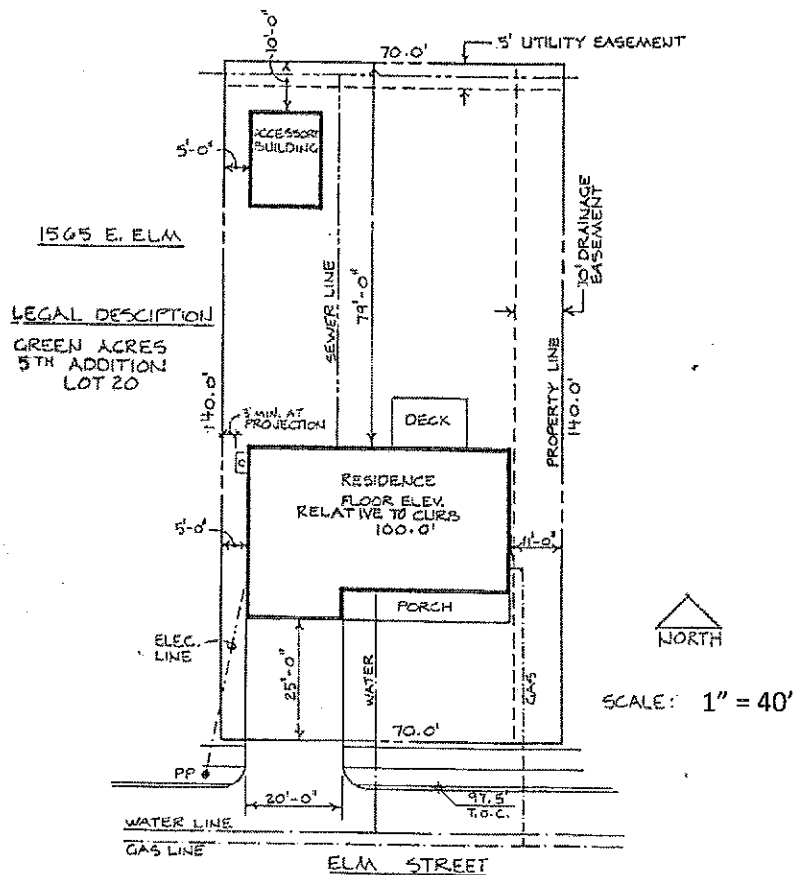 10'-0"
70.0'
5' UTILITY EASEMENT
ACCESSORY
BUILDING
5'-0"
1565 E. ELM
10' DRAINAGE
EASEMENT
SEWER LINE
79'-0"
LEGAL DESCIPTION
GREEN ACRES
5TH ADDITION
LOT 20
140.0'
3' MIN. AT
PROJECTION
DECK
PROPERTY LINE
140.0'
RESIDENCE
FLOOR ELEV.
RELATIVE TO CURB
100.0'
5'-0"
11'-0"
PORCH
NORTH
ELEC.
LINE
25'-0"
WATER
GAS
SCALE: 1" = 40'
70.0'
PP
20'-0"
97.5'
T.O.C.
WATER LINE
GAS LINE
ELM STREET